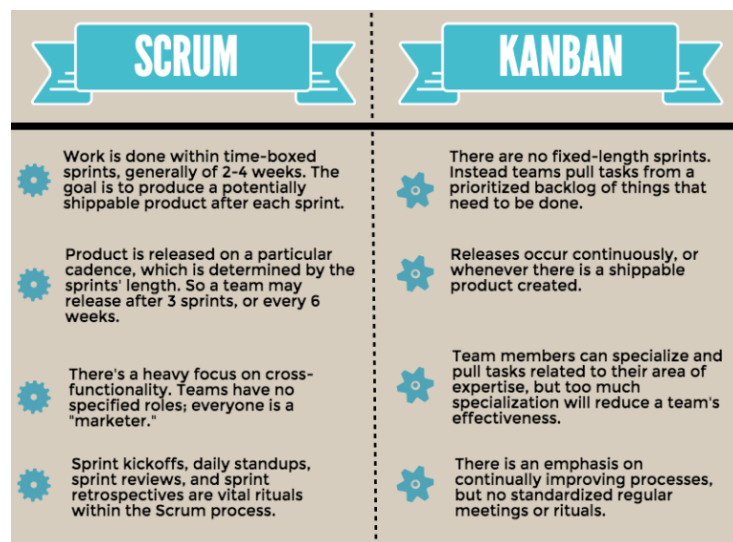 SCRUM
KANBAN
Work is done within time-boxed
sprints, generally of 2-4 weeks. The
goal is to produce a potentially
shippable product after each sprint.
There are no fixed-length sprints.
Instead teams pull tasks from a
prioritized backlog of things that
need to be done.
Product is released on a particular
cadence, which is determined by the
sprints' length. So a team may
release after 3 sprints, or every 6
weeks.
Releases occur continuously, or
whenever there is a shippable
product created.
There's a heavy focus on cross-
functionality. Teams have no
specified roles; everyone is a
"marketer."
Team members can specialize and
pull tasks related to their area of
expertise, but too much
specialization will reduce a team's
effectiveness.
Sprint kickoffs, daily standups,
sprint reviews, and sprint
retrospectives are vital rituals
within the Scrum process.
There is an emphasis on
continually improving processes,
but no standardized regular
meetings or rituals.